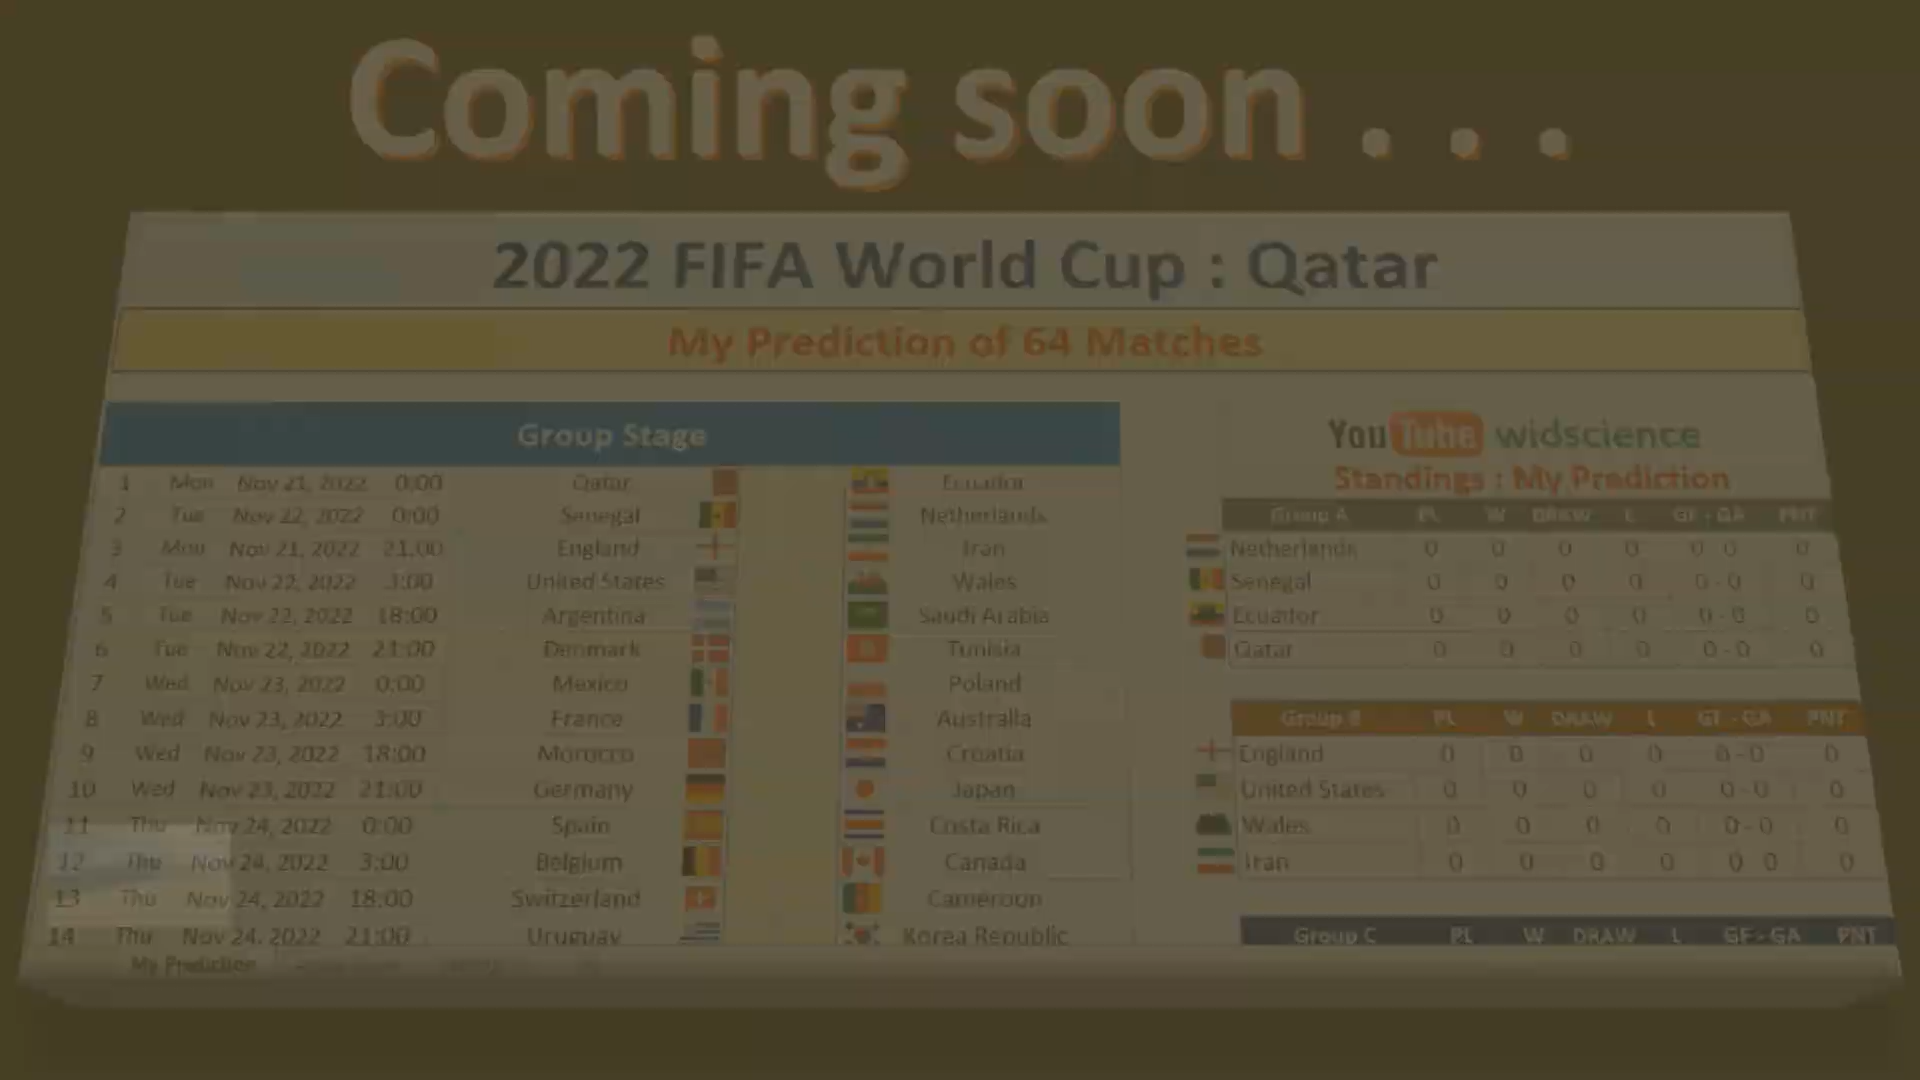 Coming soon . . .
2022 FIFA World Cup : Qatar
My Prediction of 64 Matches
Group Stage
1 Mon Nov 21, 2022 0:00 Qatar Ecuador
2 Tue Nov 22, 2022 0:00 Senegal Netherlands
3 Mon Nov 21, 2022 21:00 England Iran
4 Tue Nov 22, 2022 3:00 United States Wales
5 Tue Nov 22, 2022 18:00 Argentina Saudi Arabia
6 Tue Nov 22, 2022 21:00 Denmark Tunisia
7 Wed Nov 23, 2022 0:00 Mexico Poland
8 Wed Nov 23, 2022 3:00 France Australia
9 Wed Nov 23, 2022 18:00 Morocco Croatia
10 Wed Nov 23, 2022 21:00 Germany Japan
11 Thu Nov 24, 2022 0:00 Spain Costa Rica
12 Thu Nov 24, 2022 3:00 Belgium Canada
13 Thu Nov 24, 2022 18:00 Switzerland Cameroon
14 Thu Nov 24, 2022 21:00 Uruguay Korea Republic
My Prediction
YouTube widscience
Standings : My Prediction
Group A PL W DRAW L GF - GA PNT
Netherlands 0 0 0 0 0 - 0 0
Senegal 0 0 0 0 0 - 0 0
Ecuador 0 0 0 0 0 - 0 0
Qatar 0 0 0 0 0 - 0 0
Group B PL W DRAW L GF - GA PNT
England 0 0 0 0 0 - 0 0
United States 0 0 0 0 0 - 0 0
Wales 0 0 0 0 0 - 0 0
Iran 0 0 0 0 0 - 0 0
Group C PL W DRAW L GF - GA PNT